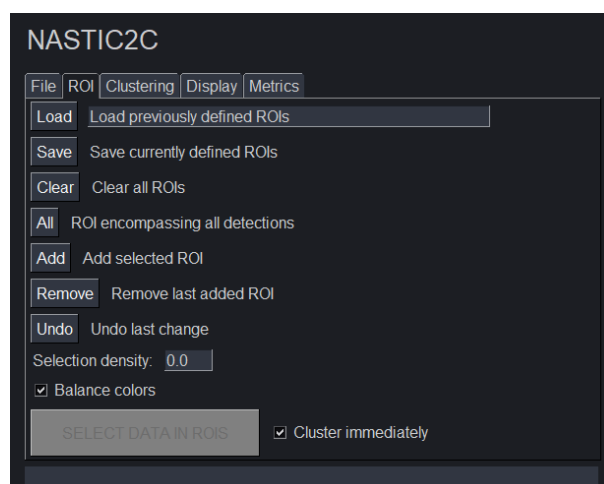 NASTIC2C
File ROI Clustering Display Metrics
Load Load previously defined ROIs
Save Save currently defined ROIs
Clear Clear all ROIs
All ROI encompassing all detections
Add Add selected ROI
Remove Remove last added ROI
Undo Undo last change
Selection density: 0.0
Balance colors
SELECT DATA IN ROIS Cluster immediately